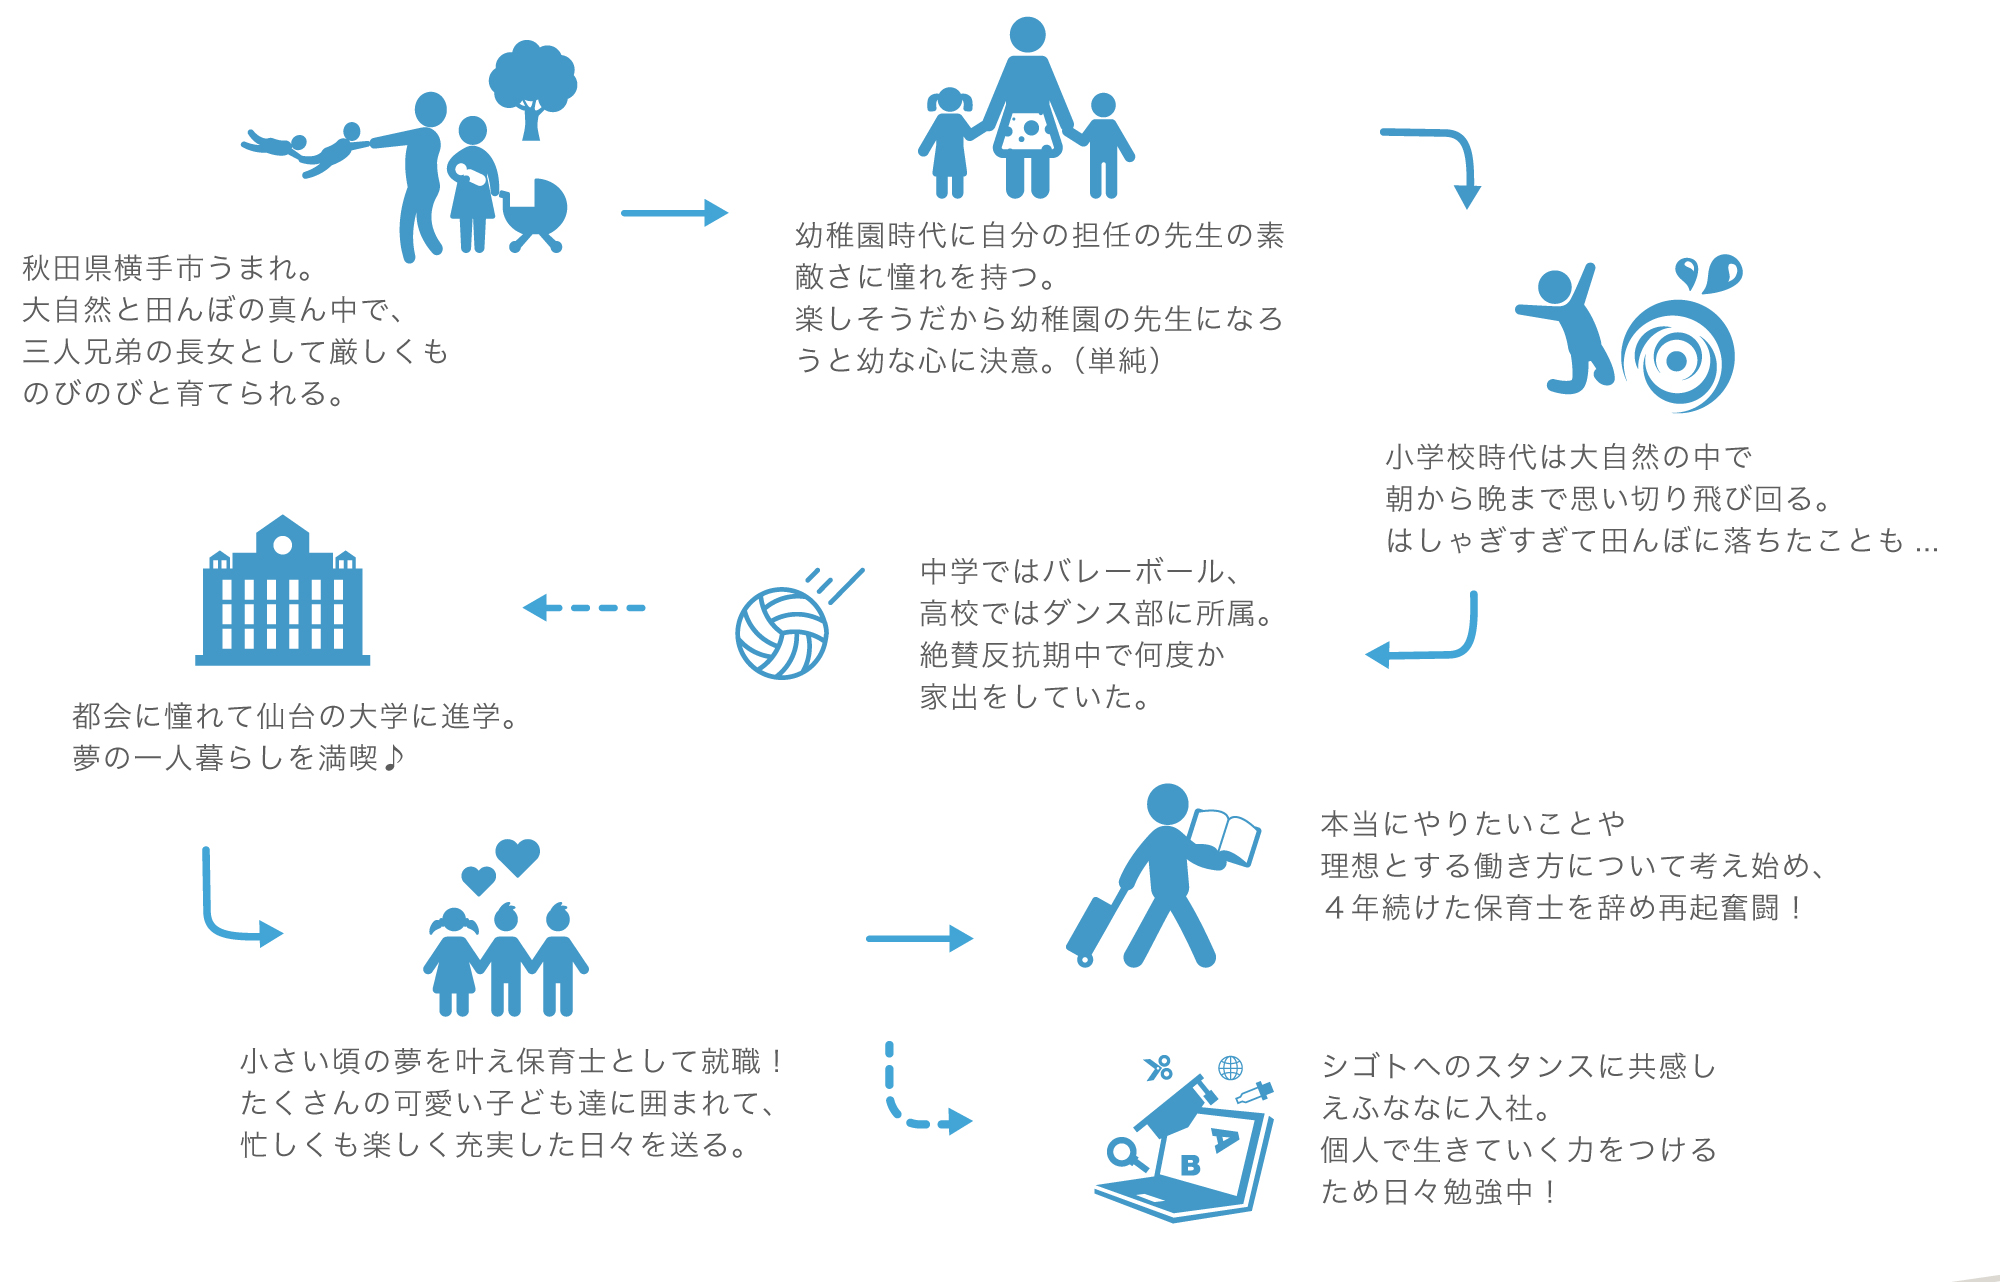 秋田県横手市うまれ。
大自然と田んぼの真ん中で、
三人兄弟の長女として厳しくも
のびのびと育てられる。
幼稚園時代に自分の担任の先生の素
敵さに憧れを持つ。
楽しそうだから幼稚園の先生になろ
うと幼な心に決意。（単純）
小学校時代は大自然の中で
朝から晩まで思い切り飛び回る。
はしゃぎすぎて田んぼに落ちたことも...
中学ではバレーボール、
高校ではダンス部に所属。
絶賛反抗期中で何度か
家出をしていた。
都会に憧れて仙台の大学に進学。
夢の一人暮らしを満喫♪
小さい頃の夢を叶え保育士として就職！
たくさんの可愛い子ども達に囲まれて、
忙しくも楽しく充実した日々を送る。
本当にやりたいことや
理想とする働き方について考え始め、
４年続けた保育士を辞め再起奮闘！
A
B
シゴトへのスタンスに共感し
えふななに入社。
個人で生きていく力をつける
ため日々勉強中！